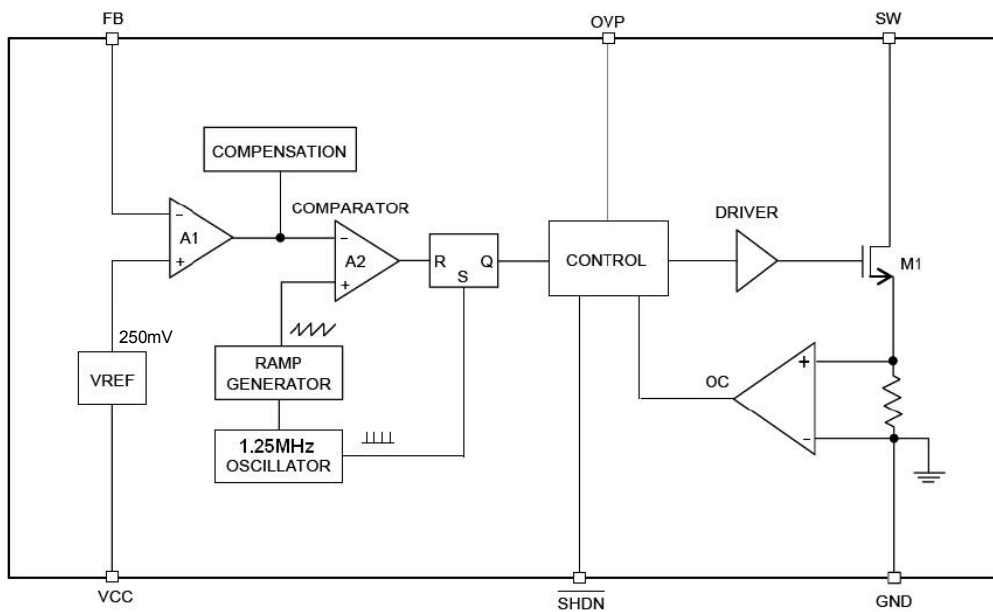 FB
OVP
SW
COMPENSATION
COMPARATOR
DRIVER
−
A1
+
−
A2
+
R
S
Q
CONTROL
M1
250mV
VREF
RAMP
GENERATOR
1.25MHz
OSCILLATOR
OC
+
-
VCC
SHDN
GND